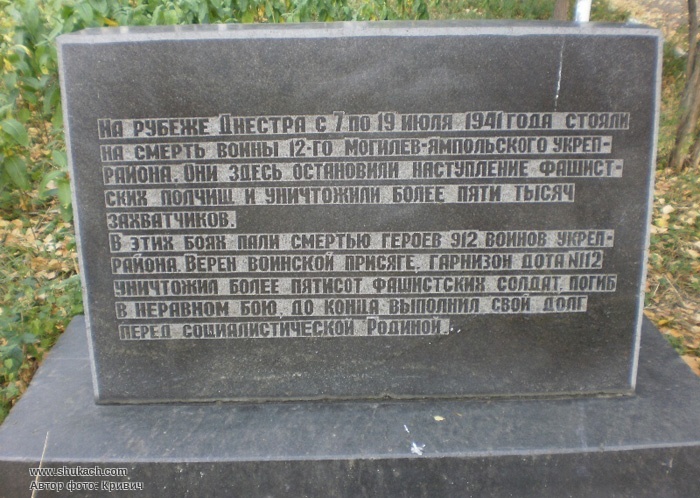 На рубеже Днестра с 7 по 19 июля 1941 года стояли
на смерть воины 12-го Могилев-Ямпольского укреп-
района. Они здесь остановили наступление фашист-
ских полчищ и уничтожили более пяти тысяч
захватчиков.
В этих боях пали смертью героев 912 воинов укреп-
района. Верен воинской присяге, гарнизон дота №112
уничтожил более пятисот фашистских солдат, погиб
в неравном бою, до конца выполнил свой долг
перед социалистической Родиной.
www.shukach.com
Автор фото: Кривич